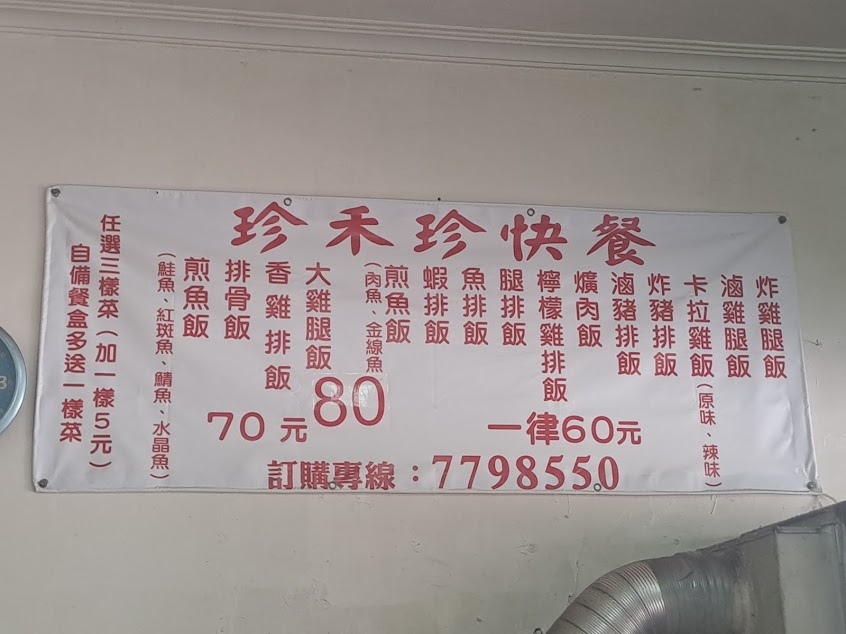 珍禾珍快餐
炸雞腿飯
滷雞腿飯
卡拉雞飯(原味、辣味)
炸豬排飯
滷豬排飯
爌肉飯
檸檬雞排飯
腿排飯
魚排飯
蝦排飯
煎魚飯
(肉魚、金線魚)
一律60元
大雞腿飯
80
香雞排飯
排骨飯
煎魚飯
(鮭魚、紅斑魚、鯖魚、水晶魚)
70元
任選三樣菜(加一樣5元)
自備餐盒多送一樣菜
訂購專線:7798550